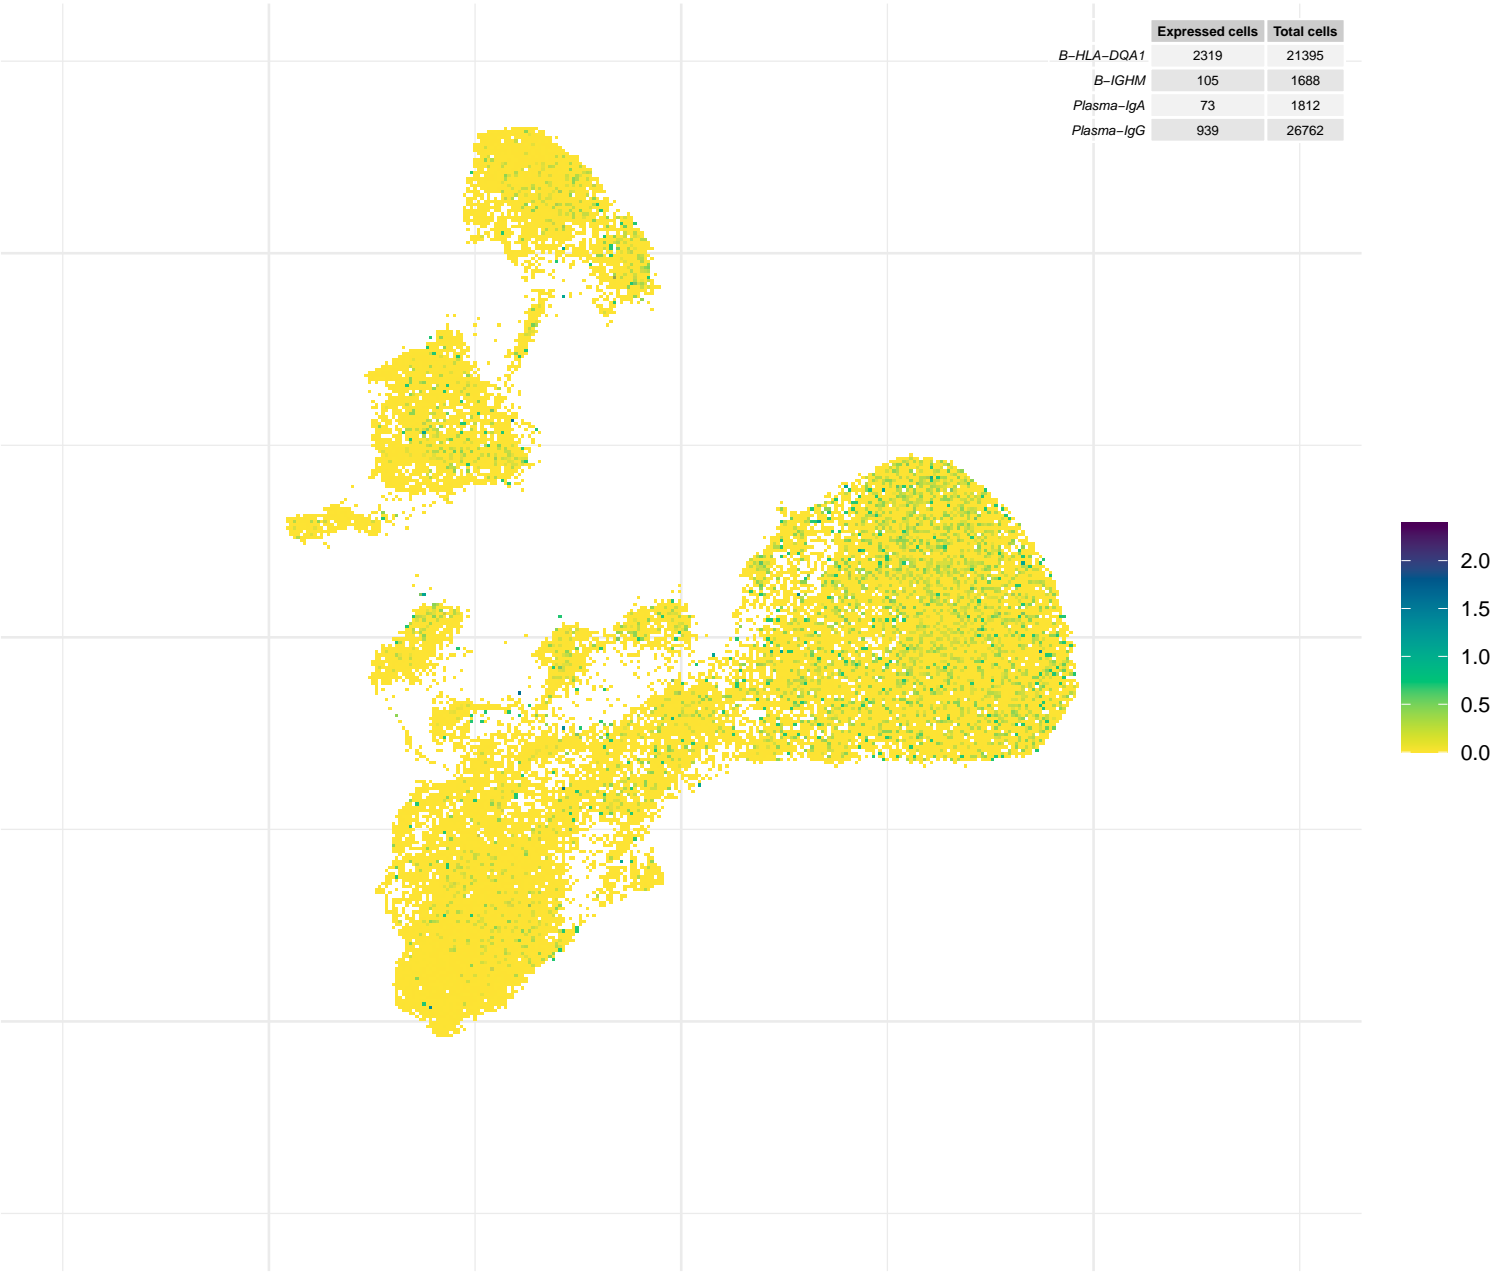 Expressed cells Total cells
B−HLA−DQA1 2319 21395
B−IGHM 105 1688
Plasma−IgA 73 1812
Plasma−IgG 939 26762
2.0
1.5
1.0
0.5
0.0